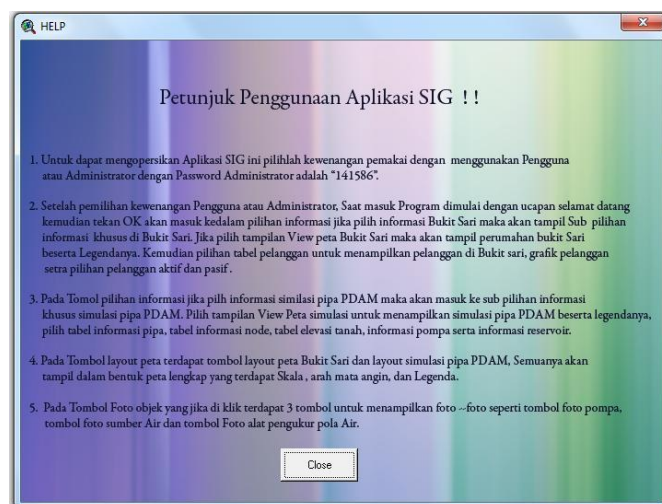 HELP
Petunjuk Penggunaan Aplikasi SIG !!
1. Untuk dapat mengopersikan Aplikasi SIG ini pilihlah kewenangan pemakai dengan menggunakan Pengguna
atau Administrator dengan Password Administrator adalah "141586".
2. Setelah pemilihan kewenangan Pengguna atau Administrator, Saat masuk Program dimulai dengan ucapan selamat datang
kemudian tekan OK akan masuk kedalam pilihan informasi jika pilih informasi Bukit Sari maka akan tampil Sub pilihan
informasi khusus di Bukit Sari. Jika pilih tampilan View peta Bukit Sari maka akan tampil perumahan bukit Sari
beserta Legendanya. Kemudian pilihan tabel pelanggan untuk menampilkan pelanggan di Bukit sari, grafik pelanggan
setra pilihan pelanggan aktif dan pasif.
3. Pada Tomol pilihan informasi jika pilh informasi similasi pipa PDAM maka akan masuk ke sub pilihan informasi
khusus simulasi pipa PDAM. Pilih tampilan View Peta simulasi untuk menampilkan simulasi pipa PDAM beserta legendanya,
pilih tabel informasi pipa, tabel informasi node, tabel elevasi tanah, informasi pompa serta informasi reservoir.
4. Pada Tombol layout peta terdapat tombol layout peta Bukit Sari dan layout simulasi pipa PDAM, Semuanya akan
tampil dalam bentuk peta lengkap yang terdapat Skala, arah mata angin, dan Legenda.
5. Pada Tombol Foto objek yang jika di klik terdapat 3 tombol untuk menampilkan foto –foto seperti tombol foto pompa,
tombol foto sumber Air dan tombol Foto alat pengukur pola Air.
Close